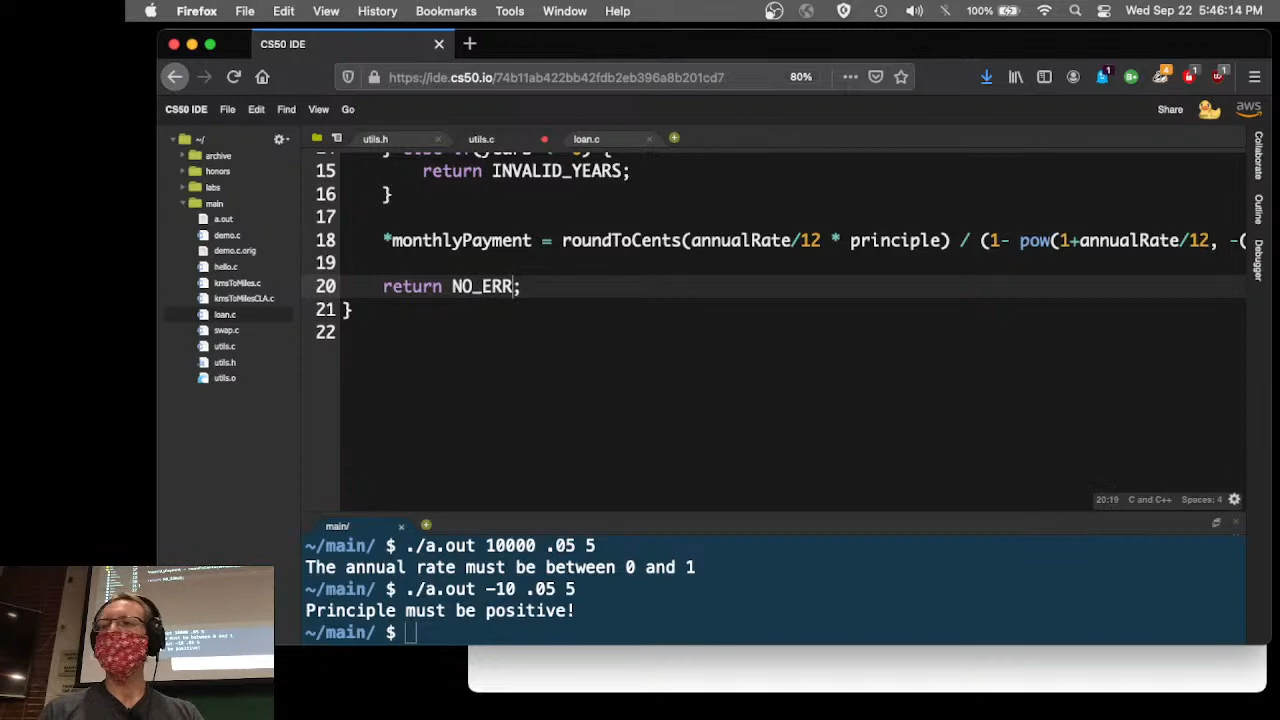 Firefox File Edit View History Bookmarks Tools Window Help 100% Wed Sep 22 5:46:14 PM
CS50 IDE
https://ide.cs50.io/74b11ab422bb42fdb2eb396a8b201cd7 80% 1 4 1 1
CS50 IDE File Edit Find View Go Share aws
~/ utils.h utils.c loan.c
archive
honors
labs
main
a.out
demo.c
demo.c.orig
hello.c
kmsToMiles.c
kmsToMilesCLA.c
loan.c
swap.c
utils.c
utils.h
utils.o
15 return INVALID_YEARS;
16 }
17
18 *monthlyPayment = roundToCents(annualRate/12 * principle) / (1- pow(1+annualRate/12, -(
19
20 return NO_ERR;
21 }
22
20:19 C and C++ Spaces: 4
Collaborate
Outline
Debugger
main/
~/main/ $ ./a.out 10000 .05 5
The annual rate must be between 0 and 1
~/main/ $ ./a.out -10 .05 5
Principle must be positive!
~/main/ $